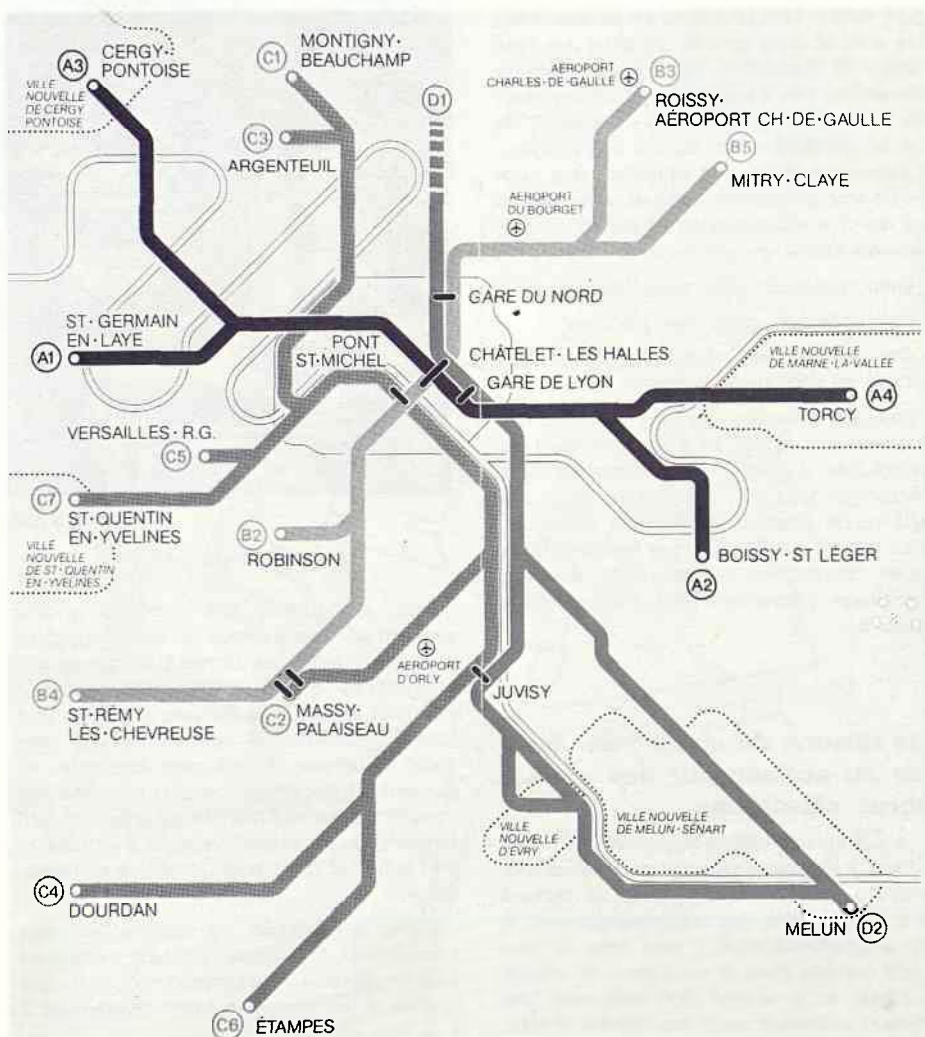 A3
CERGY·
PONTOISE
VILLE
NOUVELLE
DE CERGY
PONTOISE
C1
MONTIGNY·
BEAUCHAMP
C3
ARGENTEUIL
D1
AÉROPORT
CHARLES·DE·GAULLE
B3
ROISSY·
AÉROPORT CH·DE·GAULLE
B5
MITRY·CLAYE
AÉROPORT
DU BOURGET
GARE DU NORD
ST·GERMAIN
EN·LAYE
A1
PONT
ST·MICHEL
CHÂTELET·LES HALLES
GARE DE LYON
VILLE NOUVELLE
DE MARNE·LA·VALLÉE
A4
TORCY
VERSAILLES·R.G.
C5
C7
ST·QUENTIN
EN·YVELINES
VILLE
NOUVELLE
DE ST·QUENTIN
EN·YVELINES
B2
ROBINSON
BOISSY·ST LÉGER
A2
AÉROPORT
D'ORLY
B4
ST·RÉMY
LÈS·CHEVREUSE
C2
MASSY·
PALAISEAU
JUVISY
VILLE
NOUVELLE
D'EVRY
VILLE NOUVELLE
DE MELUN·SÉNART
C4
DOURDAN
MELUN
D2
C6
ÉTAMPES